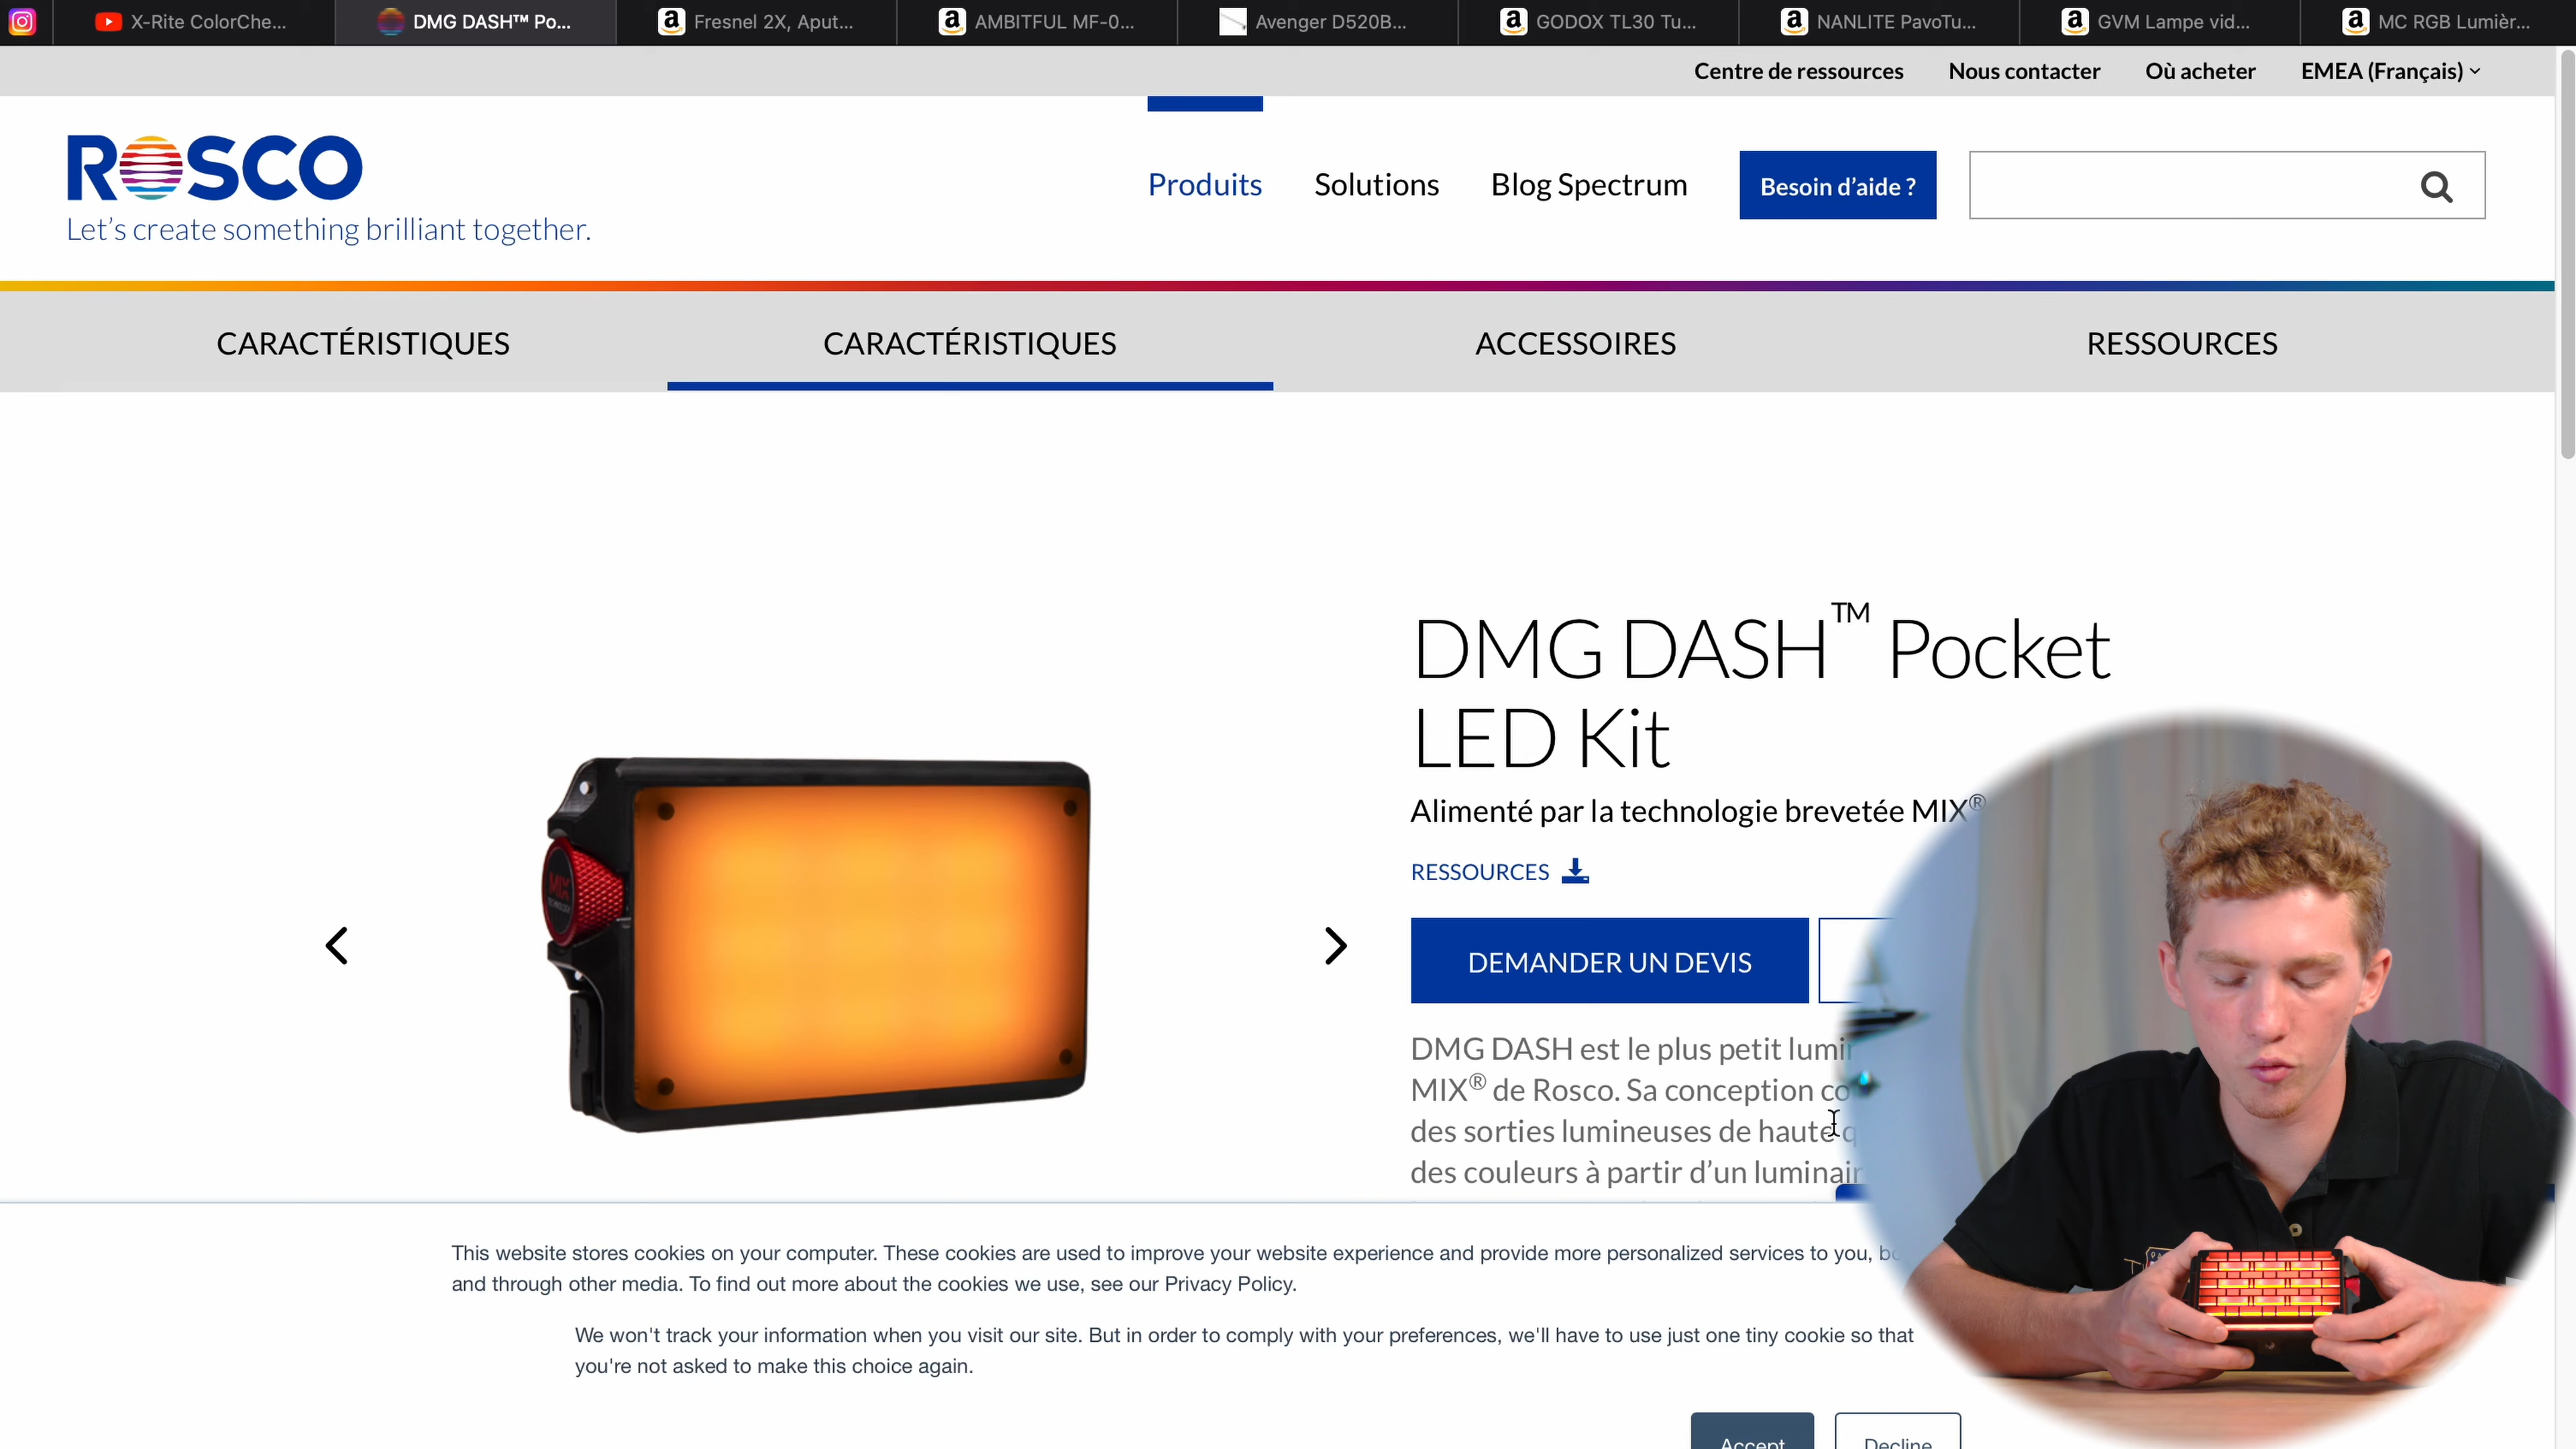 X-Rite ColorChe...
DMG DASH™ Po...
Fresnel 2X, Aput...
AMBITFUL MF-0...
Avenger D520B...
GODOX TL30 Tu...
NANLITE PavoTu...
GVM Lampe vid...
MC RGB Lumièr...
Centre de ressources
Nous contacter
Où acheter
EMEA (Français)
ROSCO
Let's create something brilliant together.
Produits
Solutions
Blog Spectrum
Besoin d'aide ?
CARACTÉRISTIQUES
CARACTÉRISTIQUES
ACCESSOIRES
RESSOURCES
DMG DASH™ Pocket
LED Kit
Alimenté par la technologie brevetée MIX®
RESSOURCES
DEMANDER UN DEVIS
MIX
DMG DASH est le plus petit
MIX® de Rosco. Sa conception
des sorties lumineuses de haute
des couleurs à partir d'un
This website stores cookies on your computer. These cookies are used to improve your website experience and provide more personalized services to you,
and through other media. To find out more about the cookies we use, see our Privacy Policy.
We won't track your information when you visit our site. But in order to comply with your preferences, we'll have to use just one tiny cookie so that
you're not asked to make this choice again.
Accept
Decline